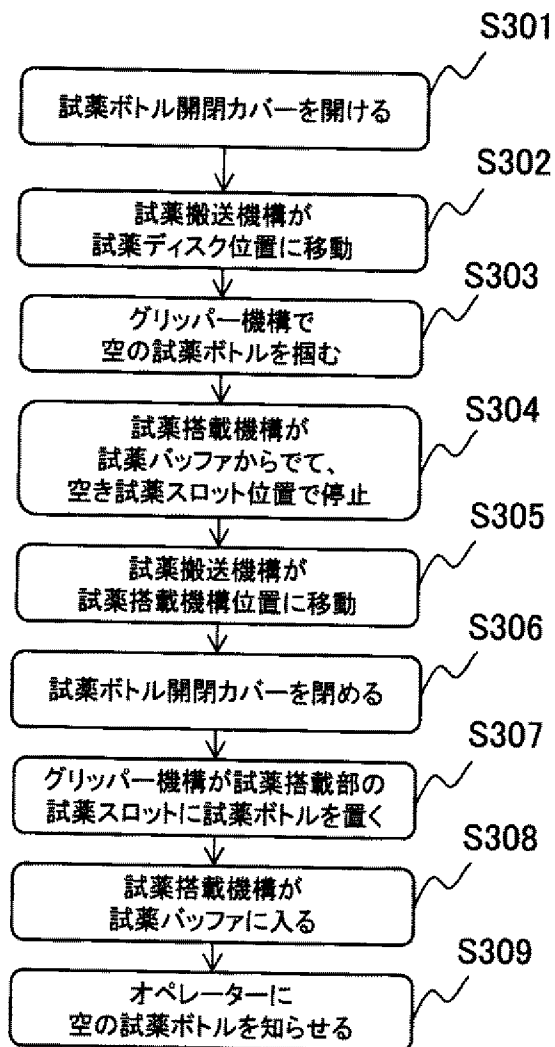 S301
試薬ボトル開閉カバーを開ける
S302
試薬搬送機構が
試薬ディスク位置に移動
S303
グリッパー機構で
空の試薬ボトルを掴む
S304
試薬搭載機構が
試薬バッファからでて、
空き試薬スロット位置で停止
S305
試薬搬送機構が
試薬搭載機構位置に移動
S306
試薬ボトル開閉カバーを閉める
S307
グリッパー機構が試薬搭載部の
試薬スロットに試薬ボトルを置く
S308
試薬搭載機構が
試薬バッファに入る
S309
オペレーターに
空の試薬ボトルを知らせる